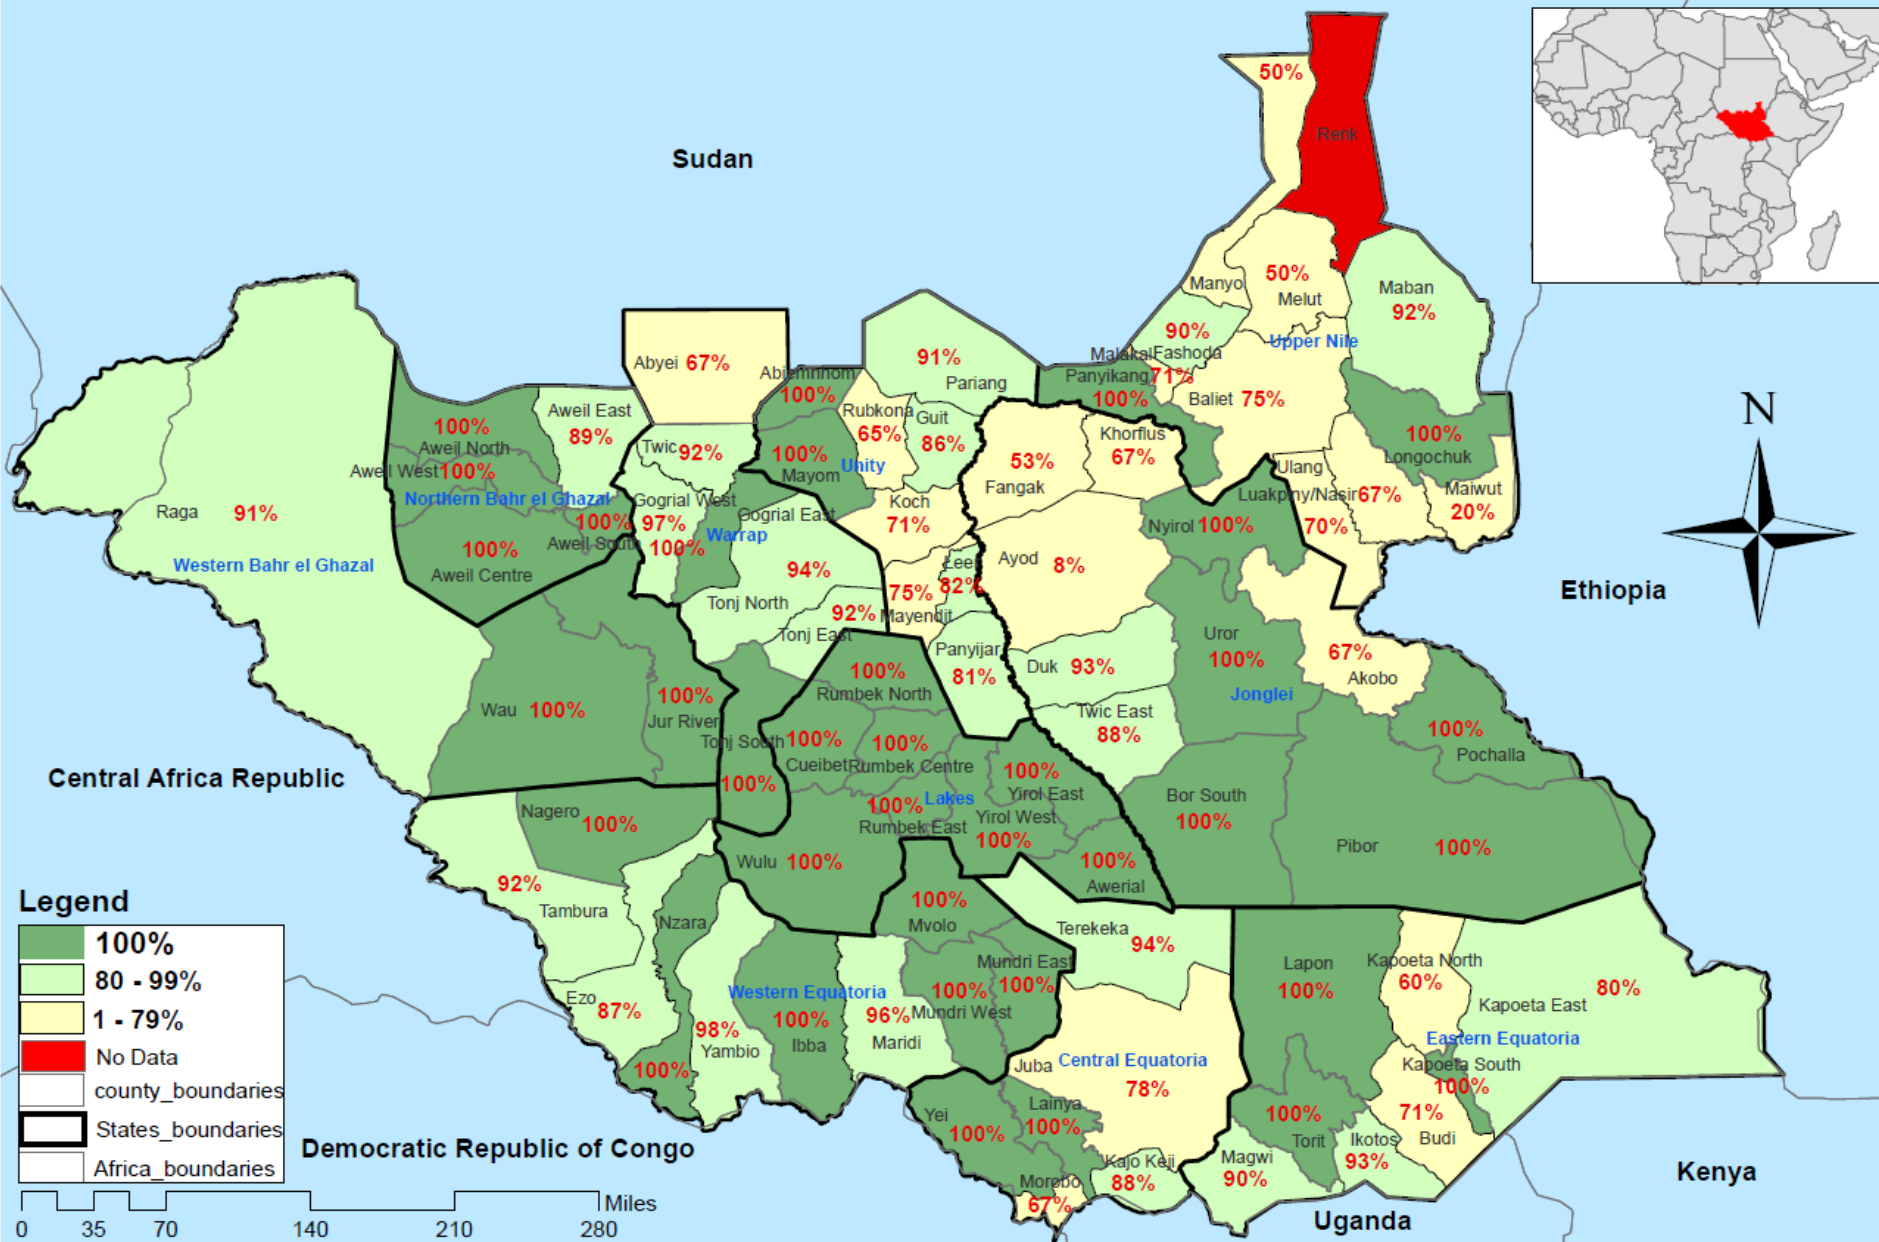 50%
Renk
Sudan
Manyo
50%
Melut
Maban
92%
90%
Upper Nile
Malakal
Fashoda
Panyikang
71%
100%
Baliet 75%
Abyei 67%
Abiemnhom
100%
91%
Pariang
N
Aweil East
89%
100%
Aweil North
Aweil West 100%
Northern Bahr el Ghazal
Twic 92%
100%
Mayom
Rubkona
65%
Guit
86%
Unity
53%
Fangak
Khorflus
67%
100%
Longochuk
Ulang
67%
Luakpiny/Nasir
70%
Maiwut
20%
Raga 91%
Western Bahr el Ghazal
100%
Aweil South
100%
Aweil Centre
Gogrial West
97%
Gogrial East
100%
Warrap
Koch
71%
Nyirol 100%
Ayod 8%
Leer
82%
75%
Mayendit
94%
Tonj North
92%
Tonj East
Ethiopia
Uror
100%
67%
Akobo
Panyijar
81%
Duk 93%
Jonglei
Wau 100%
100%
Jur River
100%
Rumbek North
Twic East
88%
100%
Pochalla
Tonj South
100%
100%
Cueibet
100%
Rumbek Centre
100%
Yirol East
Lakes
100%
Rumbek East
Yirol West
100%
Central Africa Republic
Bor South
100%
Pibor 100%
Nagero 100%
Wulu 100%
100%
Awerial
92%
Tambura
100%
Mvolo
Nzara
Terekeka
94%
Legend
100%
80 - 99%
1 - 79%
No Data
county_boundaries
States_boundaries
Africa_boundaries
Mundri East
100%
100%
Mundri West
Lapon
100%
Kapoeta North
60%
80%
Kapoeta East
Ezo
87%
Western Equatoria
98%
Yambio
100%
Ibba
96%
Maridi
Eastern Equatoria
Kapoeta South
100%
100%
Juba
Central Equatoria
78%
Yei
100%
Lainya
100%
100%
Torit
71%
Budi
Ikotos
93%
Magwi
90%
Kajo Keji
88%
Morobo
67%
Democratic Republic of Congo
Kenya
Uganda
Miles
0 35 70 140 210 280